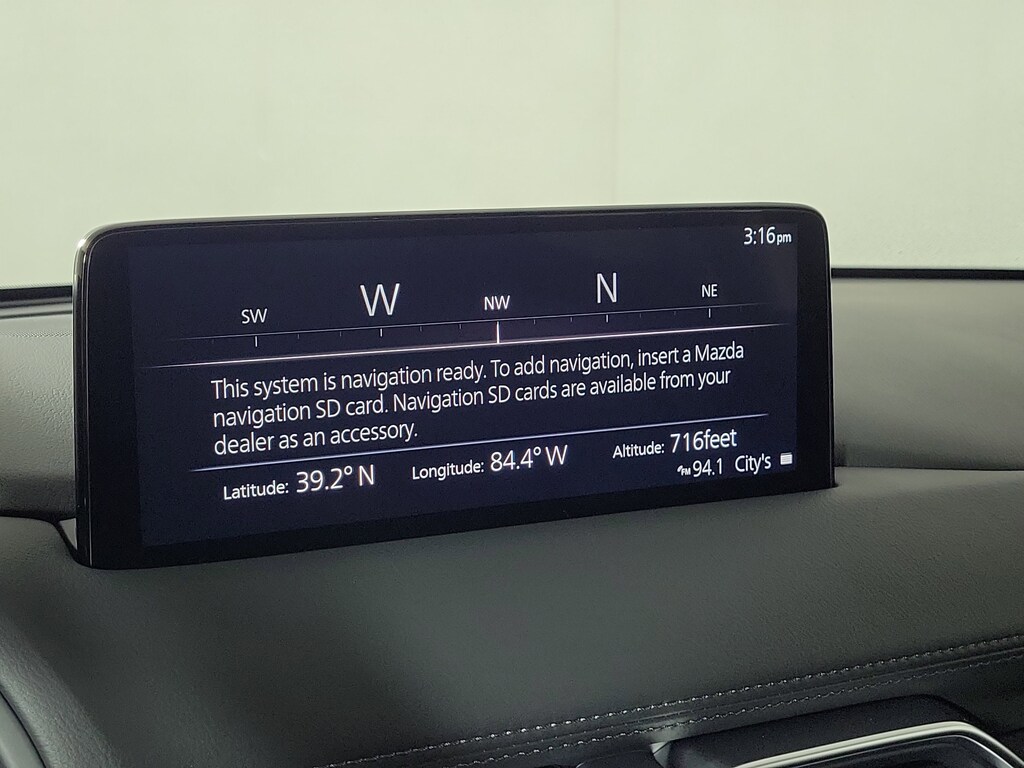 3:16pm
SW W NW N NE
This system is navigation ready. To add navigation, insert a Mazda
navigation SD card. Navigation SD cards are available from your
dealer as an accessory.
Latitude: 39.2° N Longitude: 84.4° W Altitude: 716feet
FM 94.1 City's